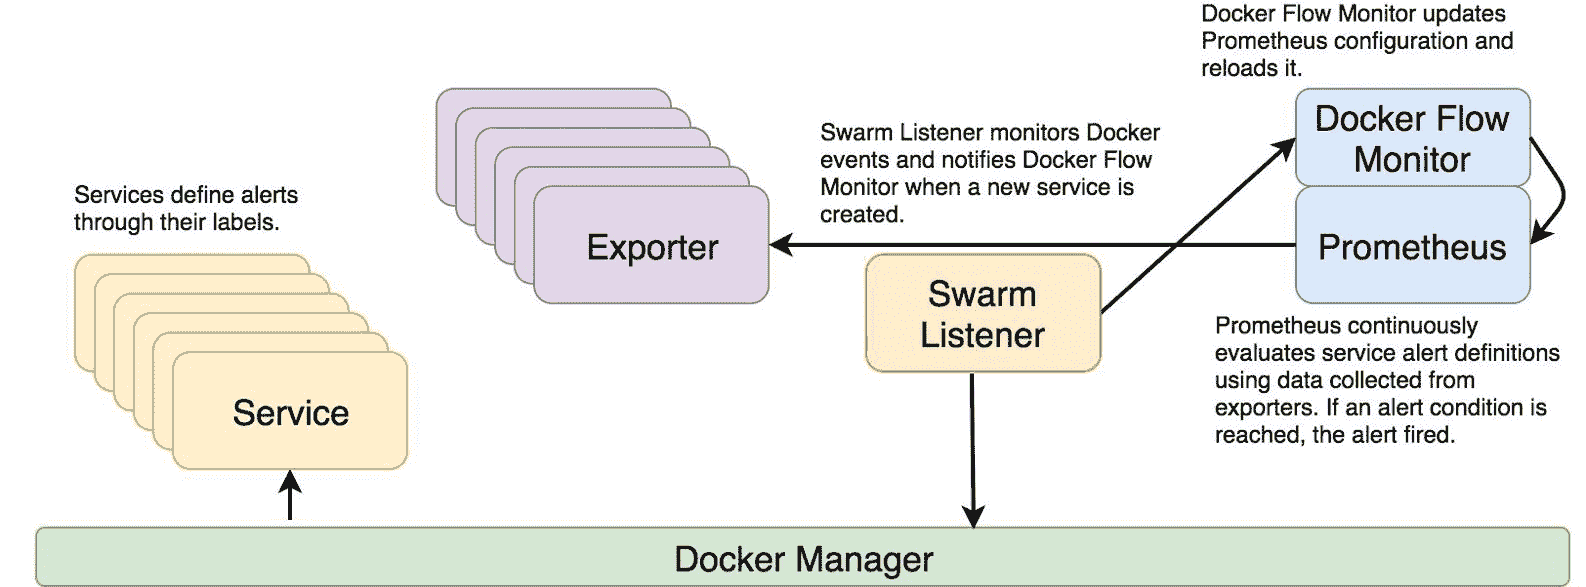 Docker Flow Monitor updates
Prometheus configuration and
reloads it.
Docker Flow
Monitor
Swarm Listener monitors Docker
events and notifies Docker Flow
Monitor when a new service is
created.
Services define alerts
through their labels.
Exporter
Prometheus
Swarm
Listener
Prometheus continuously
evaluates service alert definitions
using data collected from
exporters. If an alert condition is
reached, the alert fired.
Service
Docker Manager